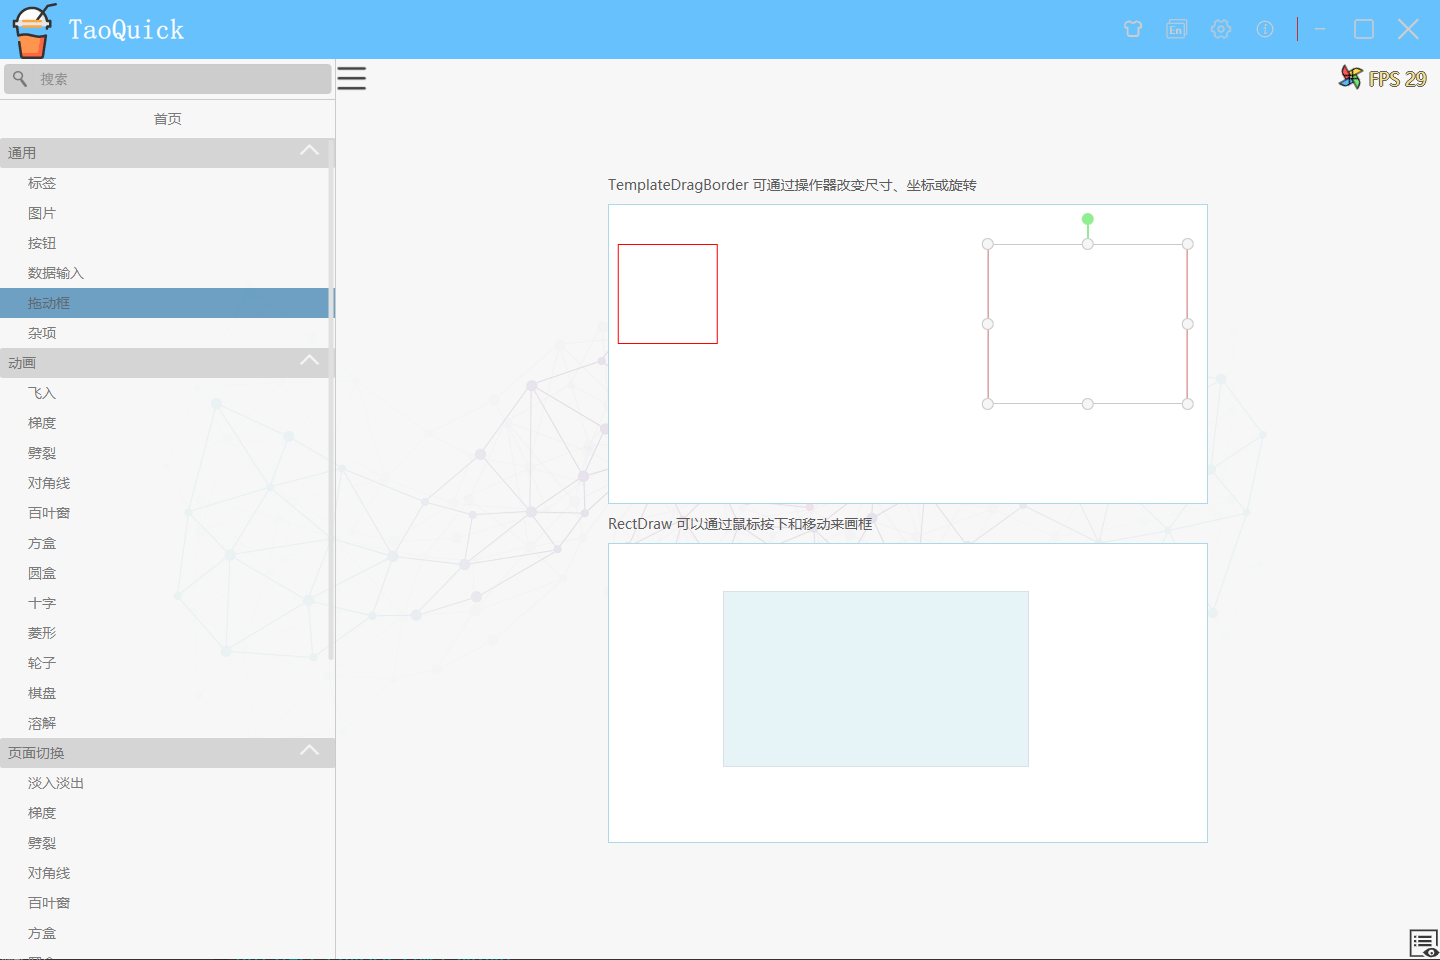 TaoQuick
En
搜索
FPS 29
首页
通用
标签
图片
按钮
数据输入
拖动框
杂项
动画
飞入
梯度
劈裂
对角线
百叶窗
方盒
圆盒
十字
菱形
轮子
棋盘
溶解
页面切换
淡入淡出
梯度
劈裂
对角线
百叶窗
方盒
TemplateDragBorder 可通过操作器改变尺寸、坐标或旋转
RectDraw 可以通过鼠标按下和移动来画框